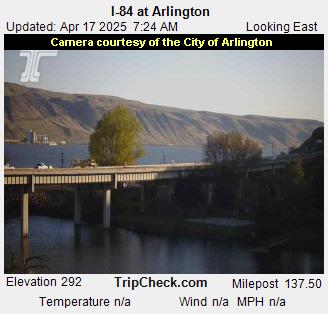 I-84 at Arlington
Updated: Apr 17 2025 7:24 AM Looking East
Camera courtesy of the City of Arlington
Elevation 292 TripCheck.com Milepost 137.50
Temperature n/a Wind n/a MPH n/a